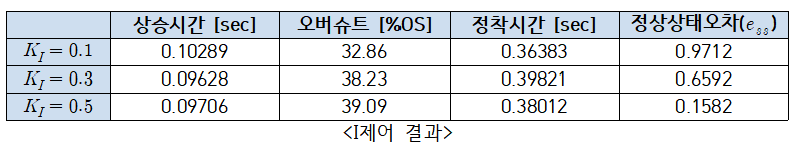 상승시간 [sec] 오버슈트 [%OS] 정착시간 [sec] 정상상태오차(e_ss)
K_I = 0.1 0.10289 32.86 0.36383 0.9712
K_I = 0.3 0.09628 38.23 0.39821 0.6592
K_I = 0.5 0.09706 39.09 0.38012 0.1582
<I제어 결과>